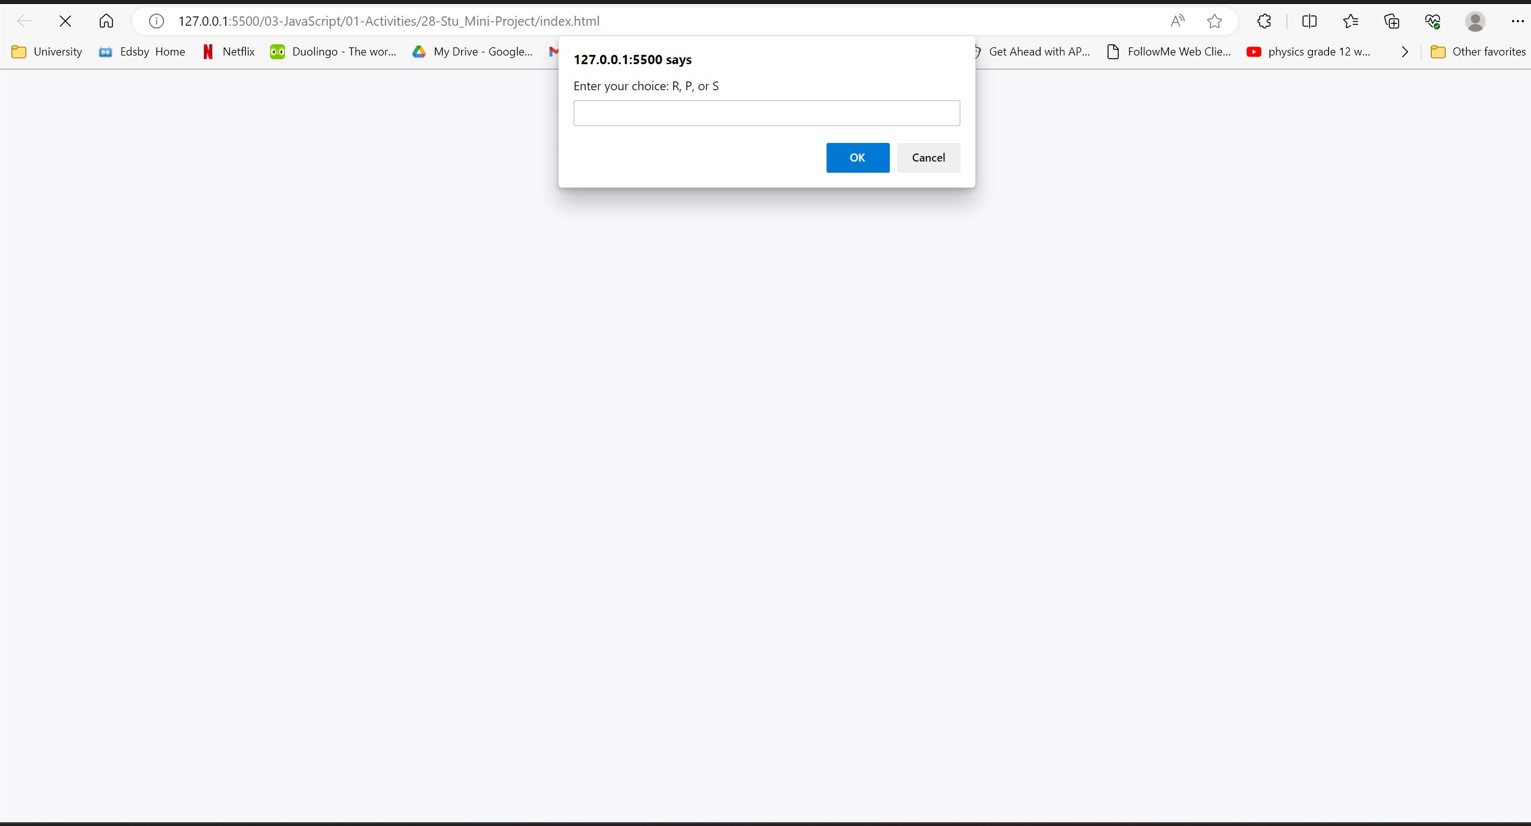 127.0.0.1:5500/03-JavaScript/01-Activities/28-Stu_Mini-Project/index.html
University Edsby Home Netflix Duolingo - The wor... My Drive - Google... Get Ahead with AP... FollowMe Web Clie... physics grade 12 w... Other favorites
127.0.0.1:5500 says
Enter your choice: R, P, or S
OK Cancel